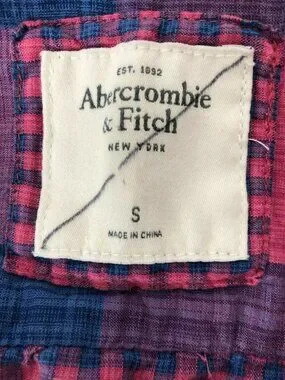 EST. 1892
Abercrombie
& Fitch
NEW YORK
S
MADE IN CHINA